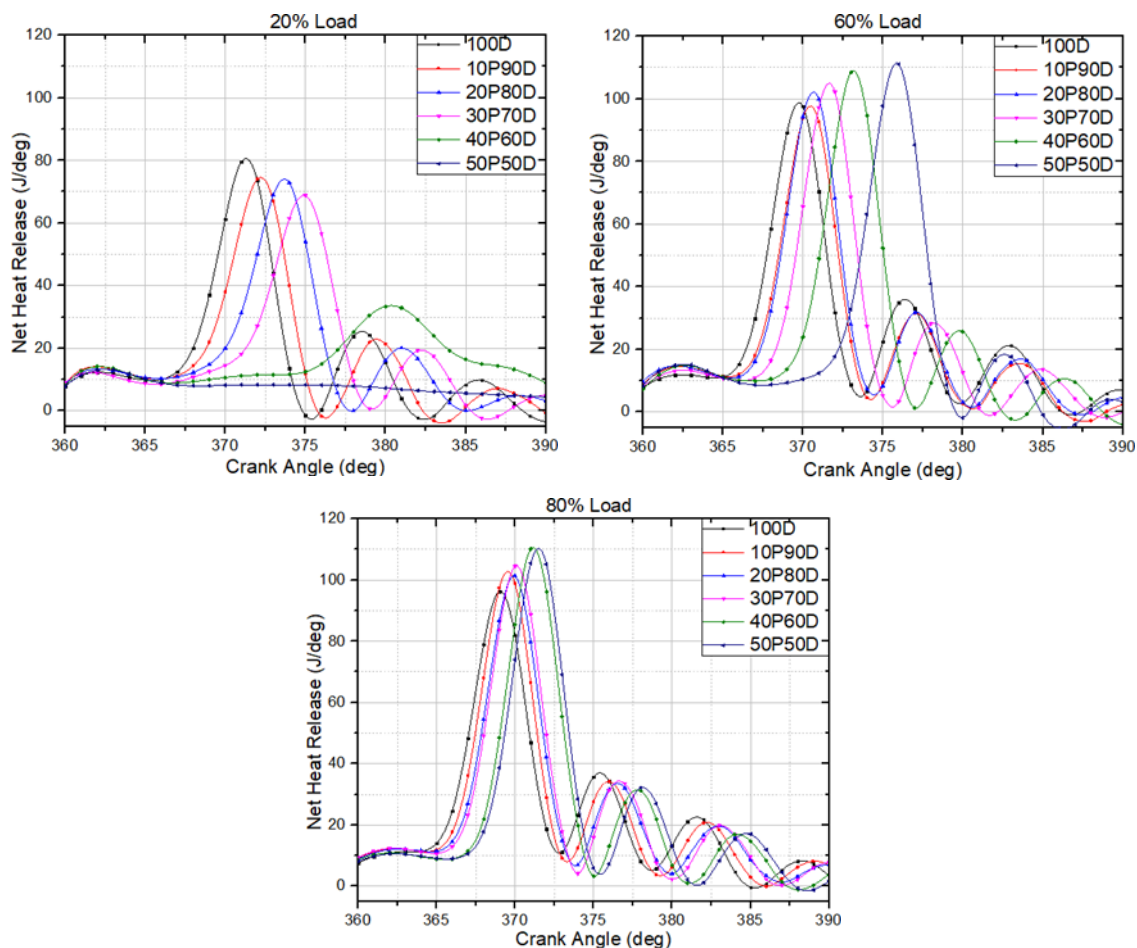 20% Load
120
100
80
60
40
20
0
Net Heat Release (J/deg)
100D
10P90D
20P80D
30P70D
40P60D
50P50D
360 365 370 375 380 385 390
Crank Angle (deg)
60% Load
120
100
80
60
40
20
0
Net Heat Release (J/deg)
100D
10P90D
20P80D
30P70D
40P60D
50P50D
360 365 370 375 380 385 390
Crank Angle (deg)
80% Load
120
100
80
60
40
20
0
Net Heat Release (J/deg)
100D
10P90D
20P80D
30P70D
40P60D
50P50D
360 365 370 375 380 385 390
Crank Angle (deg)